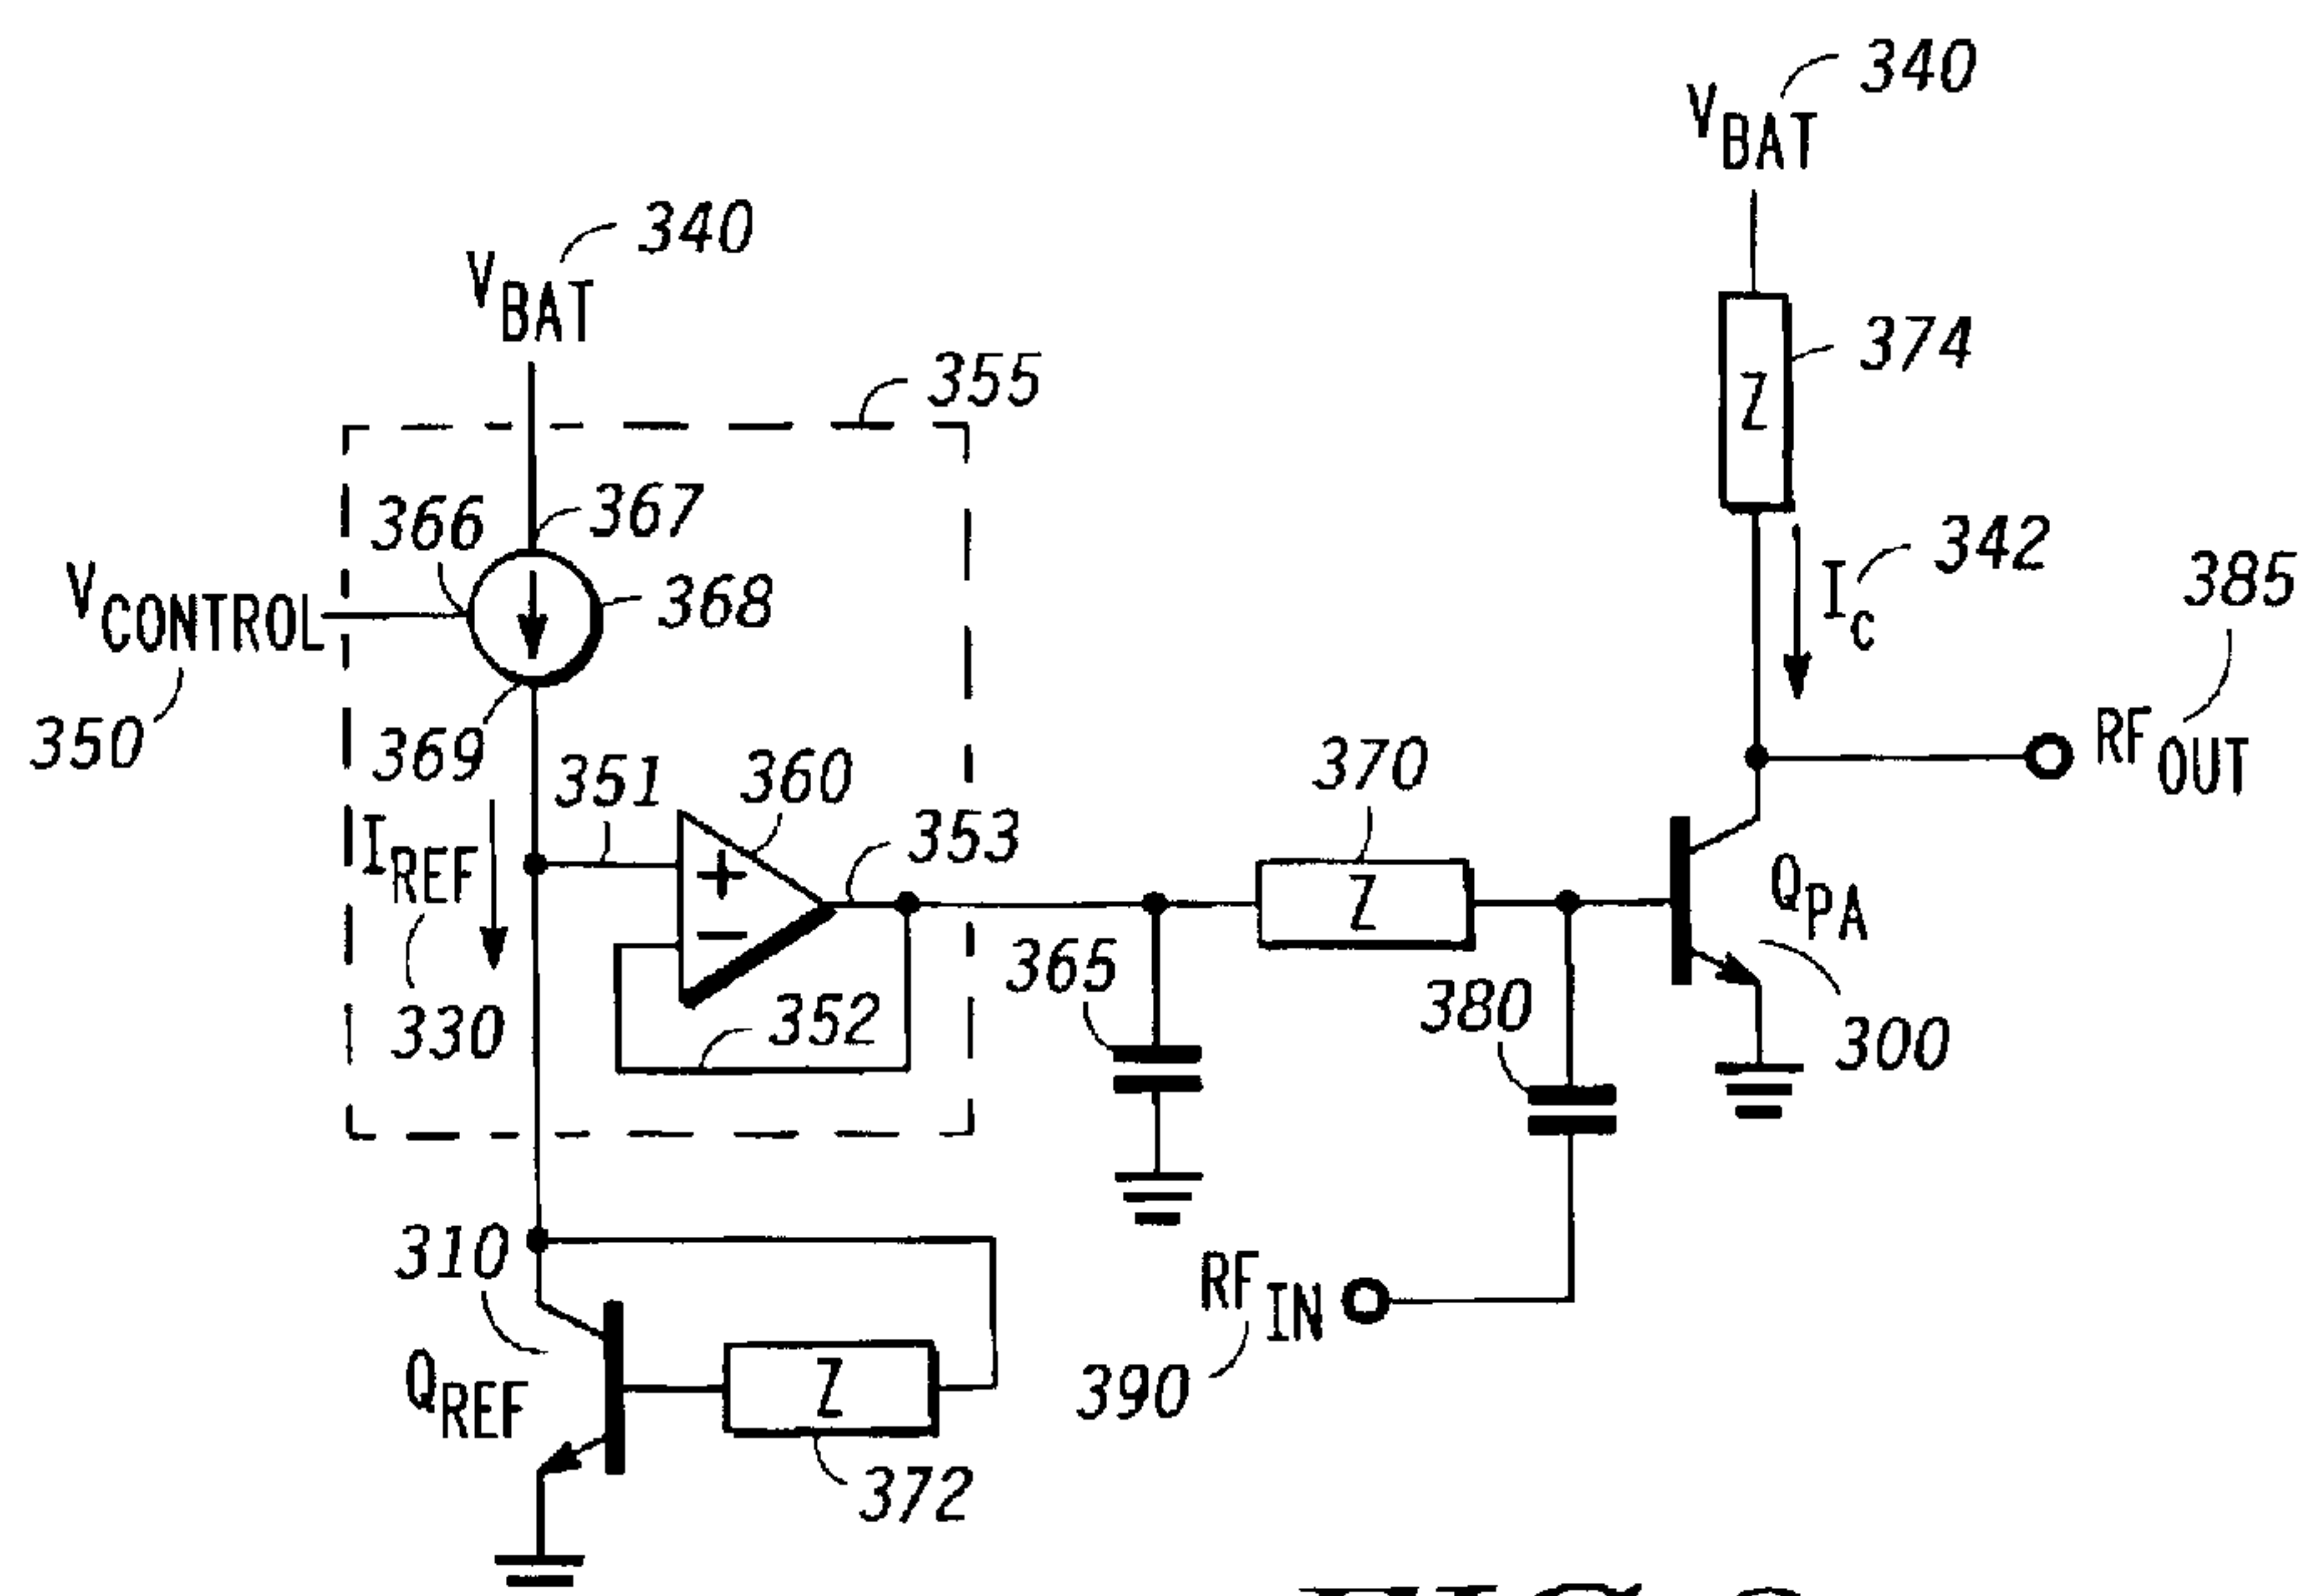 340
VBAT
340
VBAT
355
374
Z
366
367
368
342
IC
385
VCONTROL
350
369
351
360
353
370
RFOUT
IREF
+
−
Z
QPA
365
352
380
330
300
310
RFIN
390
QREF
Z
372